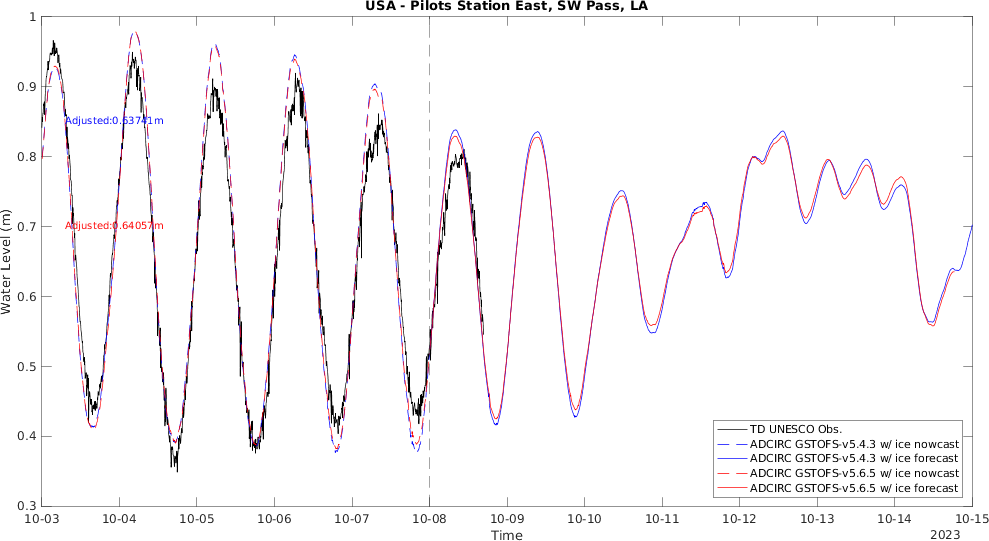 USA - Pilots Station East, SW Pass, LA
Water Level (m)
1
0.9
0.8
0.7
0.6
0.5
0.4
0.3
Adjusted:0.63741m
Adjusted:0.64057m
TD UNESCO Obs.
ADCIRC GSTOFS-v5.4.3 w/ ice nowcast
ADCIRC GSTOFS-v5.4.3 w/ ice forecast
ADCIRC GSTOFS-v5.6.5 w/ ice nowcast
ADCIRC GSTOFS-v5.6.5 w/ ice forecast
10-03 10-04 10-05 10-06 10-07 10-08 10-09 10-10 10-11 10-12 10-13 10-14 10-15
Time
2023